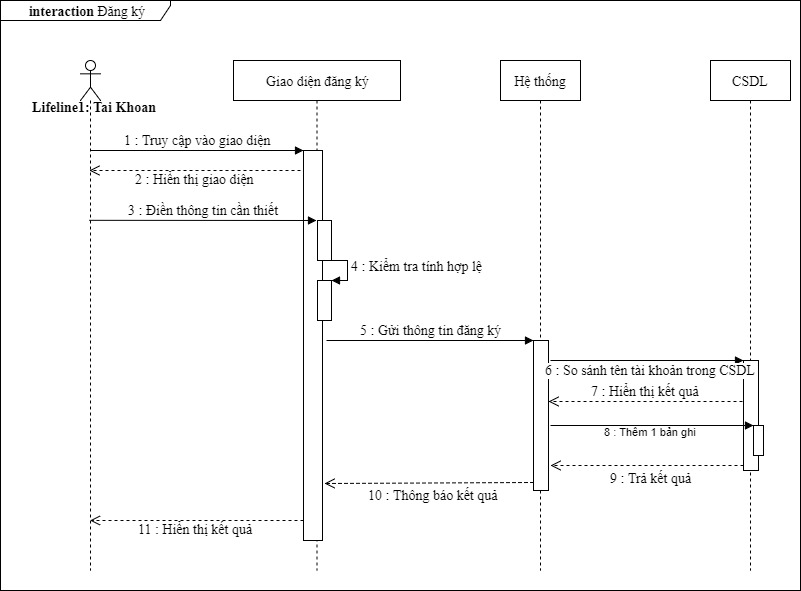 interaction Đăng ký
Giao diện đăng ký
Hệ thống
CSDL
Lifeline1: Tai Khoan
1 : Truy cập vào giao diện
2 : Hiển thị giao diện
3 : Điền thông tin cần thiết
4 : Kiểm tra tính hợp lệ
5 : Gửi thông tin đăng ký
6 : So sánh tên tài khoản trong CSDL
7 : Hiển thị kết quả
8 : Thêm 1 bản ghi
9 : Trả kết quả
10 : Thông báo kết quả
11 : Hiển thị kết quả